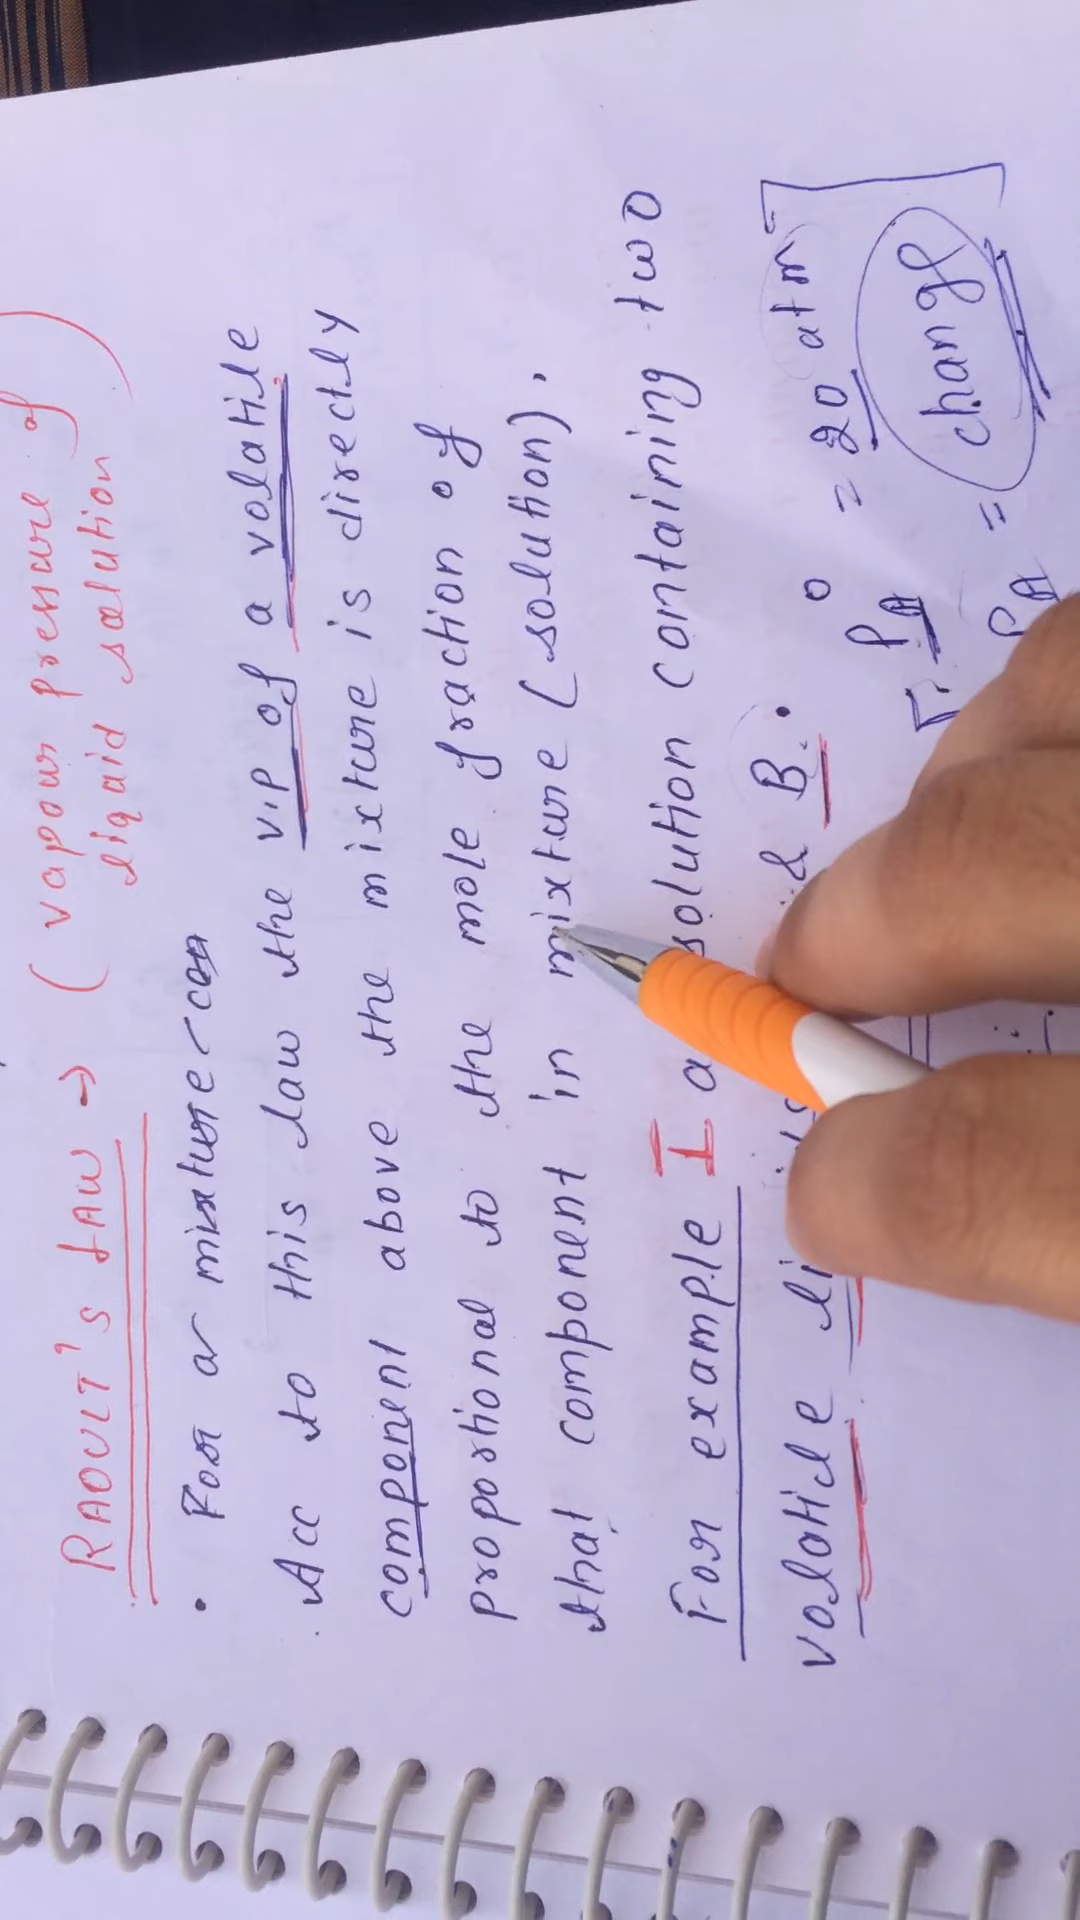 RAOULT's LAW → ( vapour pressure of
liquid solution )
• For a mixture
Acc to this law the V.P of a volatile
component above the mixture is directly
proportional to the mole fraction of
that component in mixture (solution).
For example I a solution containing two
volatile & B.
P°A = 20 atm
PA = change